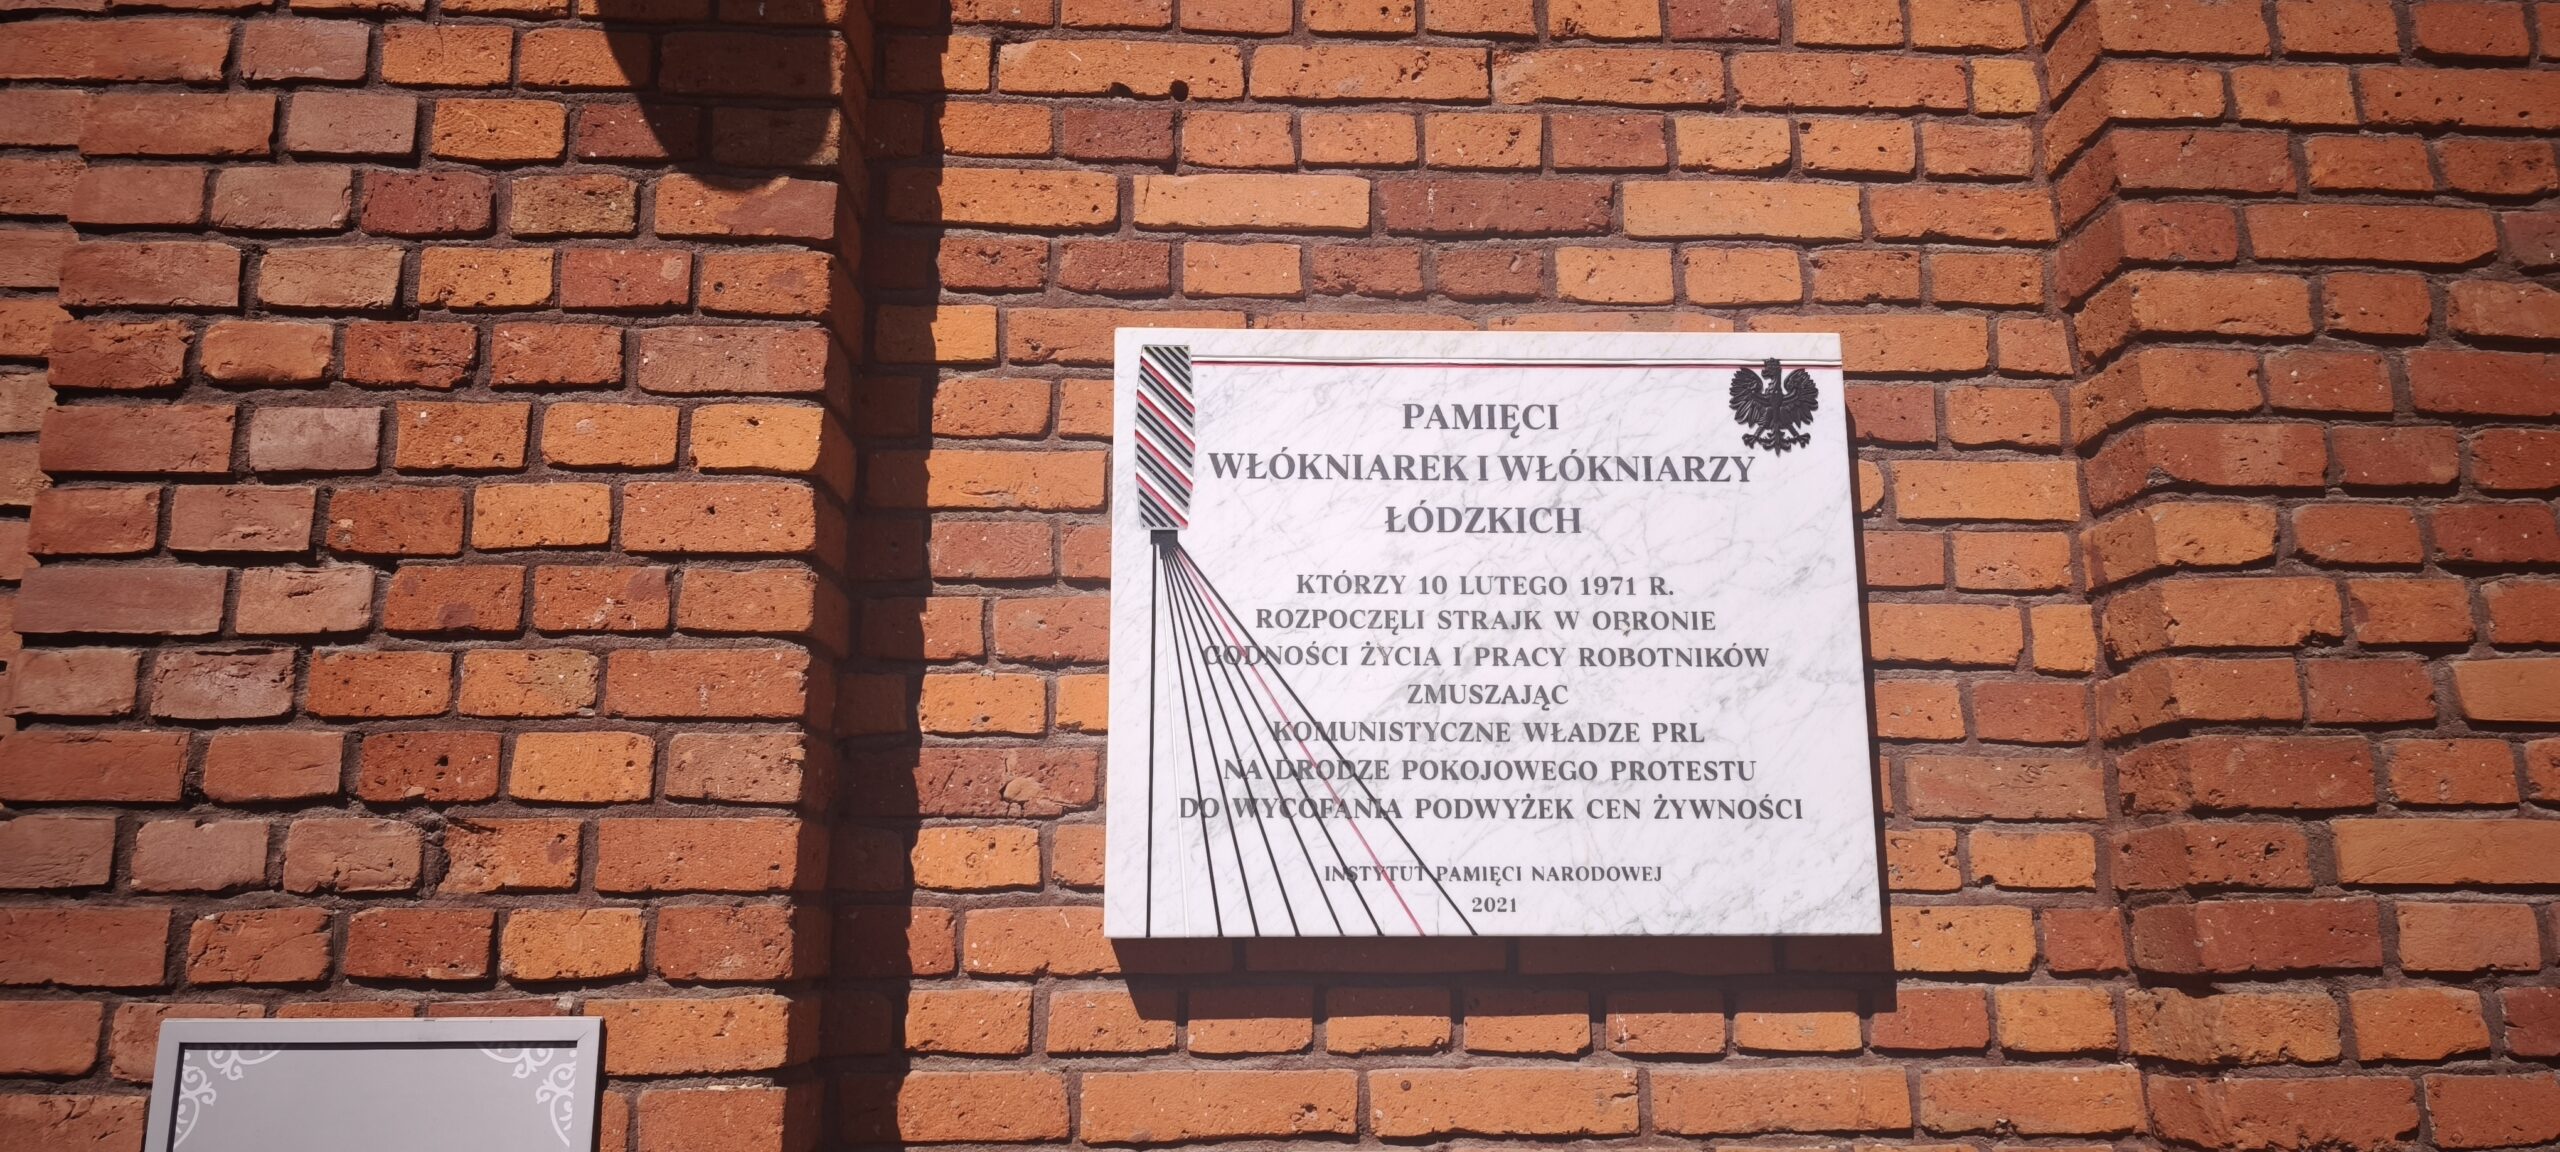 PAMIĘCI
WŁÓKNIAREK I WŁÓKNIARZY
ŁÓDZKICH
KTÓRZY 10 LUTEGO 1971 R.
ROZPOCZĘLI STRAJK W OBRONIE
GODNOŚCI ŻYCIA I PRACY ROBOTNIKÓW
ZMUSZAJĄC
KOMUNISTYCZNE WŁADZE PRL
NA DRODZE POKOJOWEGO PROTESTU
DO WYCOFANIA PODWYŻEK CEN ŻYWNOŚCI
INSTYTUT PAMIĘCI NARODOWEJ
2021